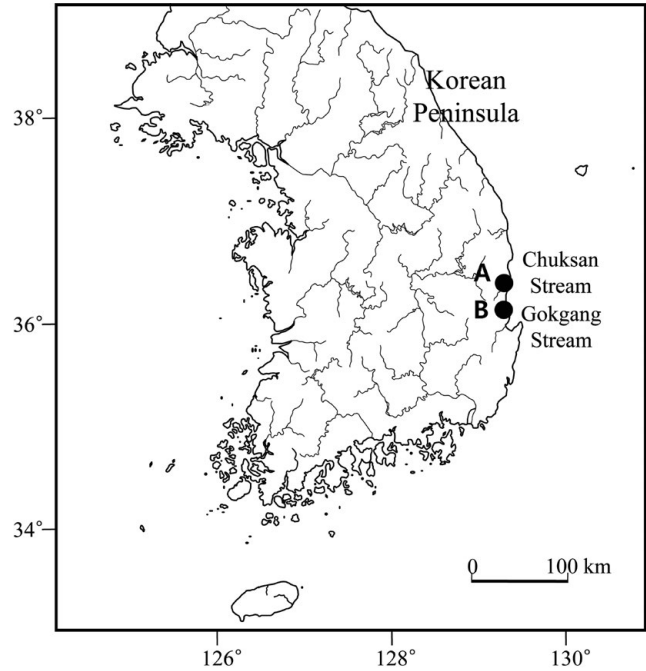 Korean
Peninsula
38°
A
Chuksan
Stream
B
Gokgang
Stream
36°
34°
0 100 km
126° 128° 130°